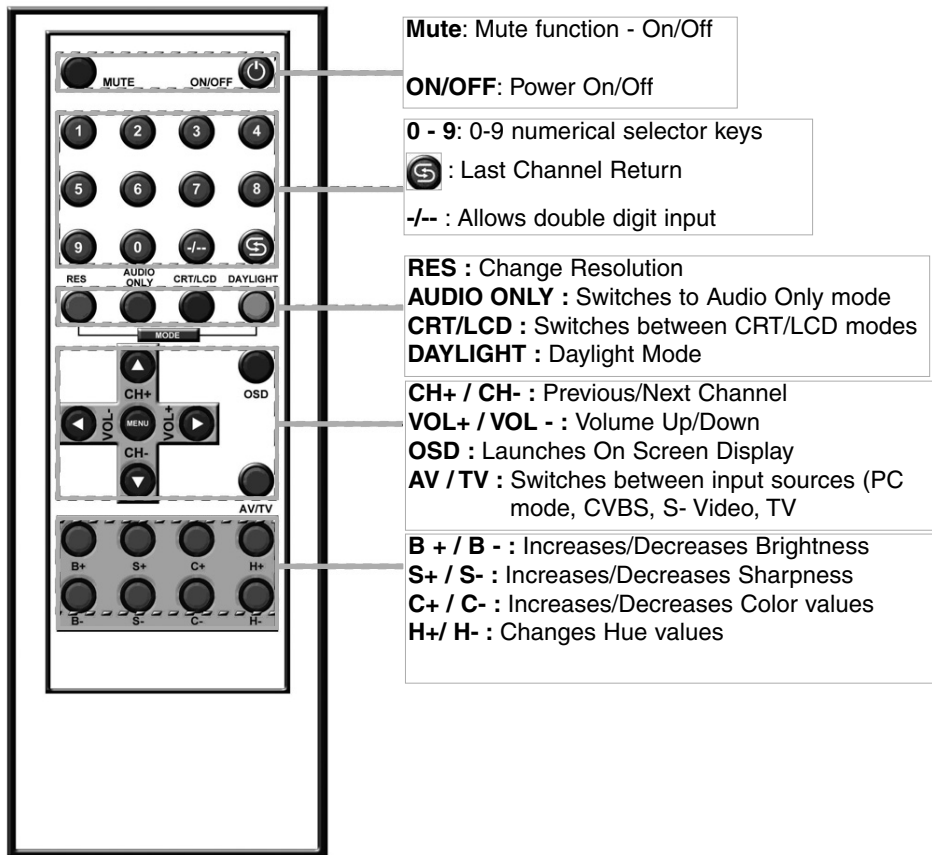 MUTE ON/OFF
1 2 3 4
5 6 7 8
9 0 -/--
RES AUDIO ONLY CRT/LCD DAYLIGHT
MODE
CH+
OSD
VOL- MENU VOL+
CH-
AV/TV
B+ S+ C+ H+
B- S- C- H-
Mute: Mute function - On/Off
ON/OFF: Power On/Off
0 - 9: 0-9 numerical selector keys
: Last Channel Return
-/-- : Allows double digit input
RES : Change Resolution
AUDIO ONLY : Switches to Audio Only mode
CRT/LCD : Switches between CRT/LCD modes
DAYLIGHT : Daylight Mode
CH+ / CH- : Previous/Next Channel
VOL+ / VOL - : Volume Up/Down
OSD : Launches On Screen Display
AV / TV : Switches between input sources (PC
mode, CVBS, S- Video, TV
B + / B - : Increases/Decreases Brightness
S+ / S- : Increases/Decreases Sharpness
C+ / C- : Increases/Decreases Color values
H+/ H- : Changes Hue values